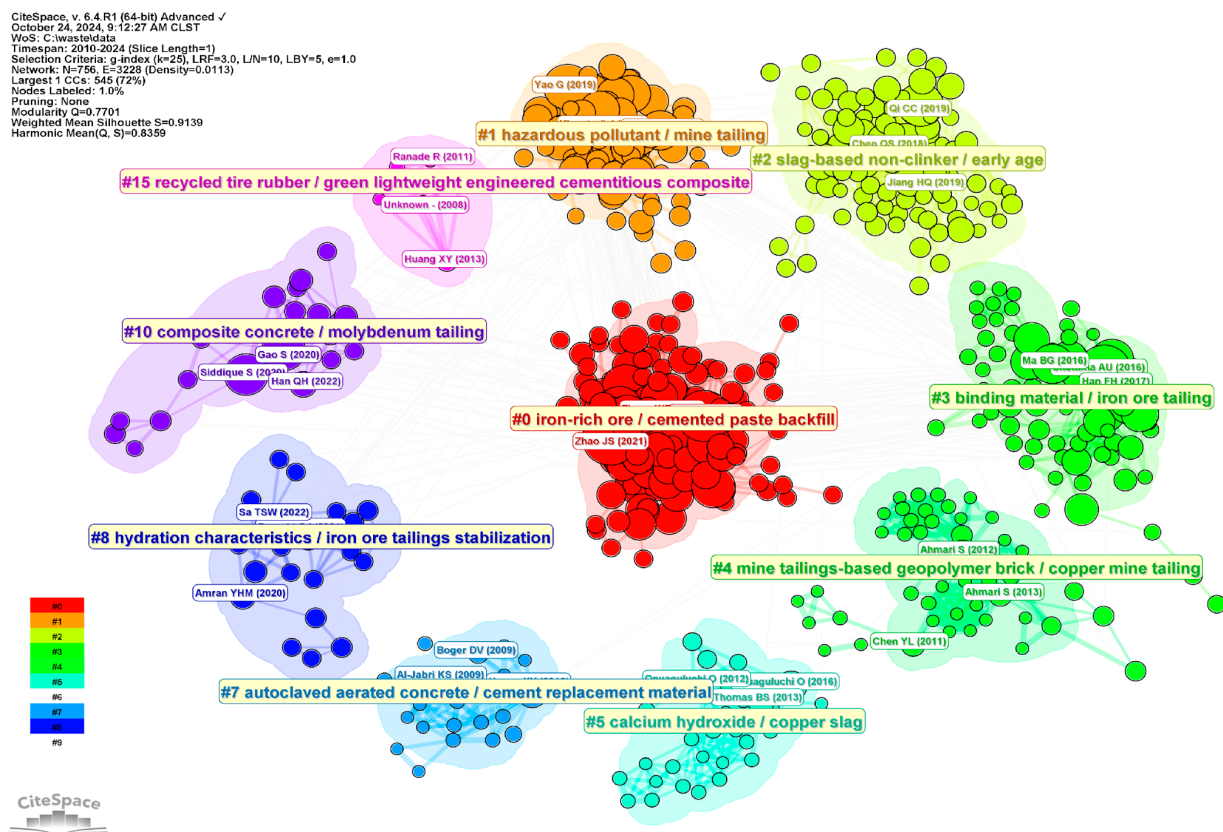 CiteSpace, v. 6.4.R1 (64-bit) Advanced ✓
October 24, 2024, 9:12:27 AM CLST
WoS: C:\waste\data
Timespan: 2010-2024 (Slice Length=1)
Selection Criteria: g-index (k=25), LRF=3.0, L/N=10, LBY=5, e=1.0
Network: N=756, E=3228 (Density=0.0113)
Largest 1 CCs: 545 (72%)
Nodes Labeled: 1.0%
Pruning: None
Modularity Q=0.7701
Weighted Mean Silhouette S=0.9139
Harmonic Mean(Q, S)=0.8359
Yao G (2019)
#1 hazardous pollutant / mine tailing
Qi CC (2019)
Chen QS (2018)
#2 slag-based non-clinker / early age
Jiang HQ (2019)
Ranade R (2011)
#15 recycled tire rubber / green lightweight engineered cementitious composite
Unknown - (2008)
Huang XY (2013)
#10 composite concrete / molybdenum tailing
Gao S (2020)
Siddique S (2020)
Han QH (2022)
Ma BG (2016)
AU (2016)
Han FH (2017)
#3 binding material / iron ore tailing
#0 iron-rich ore / cemented paste backfill
Zhao JS (2021)
Sa TSW (2022)
#8 hydration characteristics / iron ore tailings stabilization
Amran YHM (2020)
Ahmari S (2012)
#4 mine tailings-based geopolymer brick / copper mine tailing
Ahmari S (2013)
Chen YL (2011)
Boger DV (2009)
Al-Jabri KS (2009)
#7 autoclaved aerated concrete / cement replacement material
Onuaguluchi O (2012)
uaguluchi O (2016)
Thomas BS (2013)
#5 calcium hydroxide / copper slag
#0
#1
#2
#3
#4
#5
#6
#7
#8
#9
CiteSpace